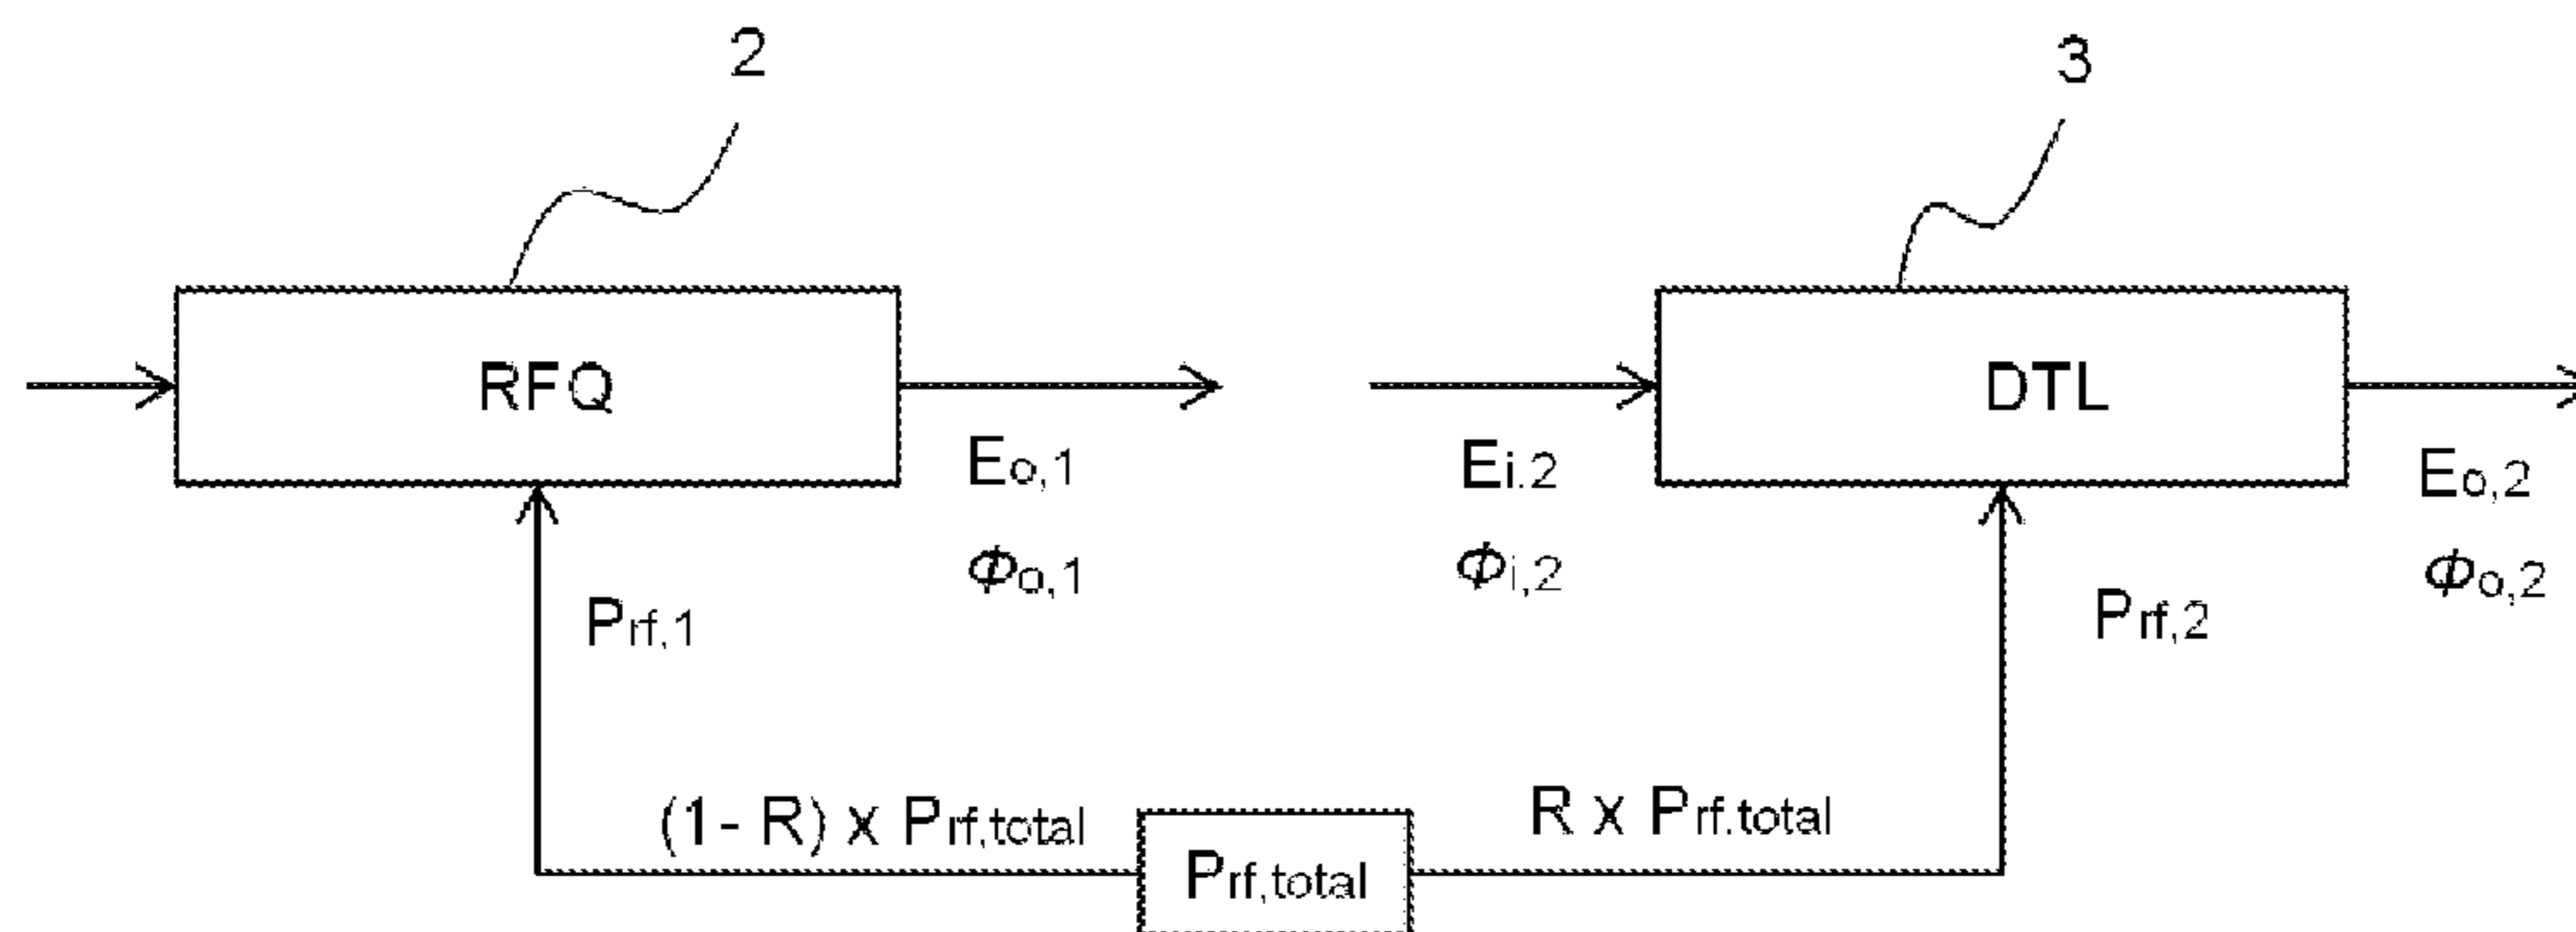 2
3
RFQ
DTL
Eo,1
Ei.2
Eo,2
Φo,1
Φi,2
Φo,2
Prf,1
Prf,2
(1- R) x Prf,total
R x Prf.total
Prf,total